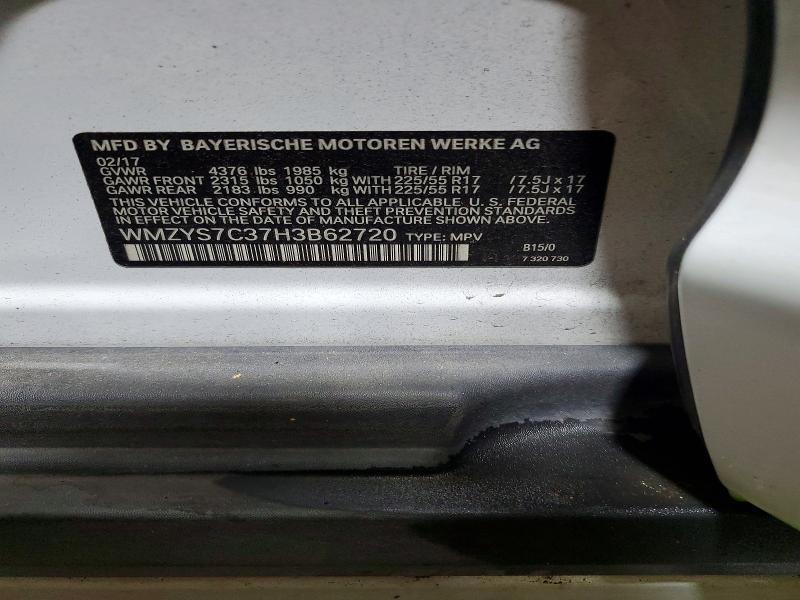 MFD BY BAYERISCHE MOTOREN WERKE AG
02/17
GVWR 4376 lbs 1985 kg TIRE / RIM
GAWR FRONT 2315 lbs 1050 kg WITH 225/55 R17 / 7.5J x 17
GAWR REAR 2183 lbs 990 kg WITH 225/55 R17 / 7.5J x 17
THIS VEHICLE CONFORMS TO ALL APPLICABLE U. S. FEDERAL
MOTOR VEHICLE SAFETY AND THEFT PREVENTION STANDARDS
IN EFFECT ON THE DATE OF MANUFACTURE SHOWN ABOVE.
WMZYS7C37H3B62720 TYPE: MPV B15/0
7 320 730